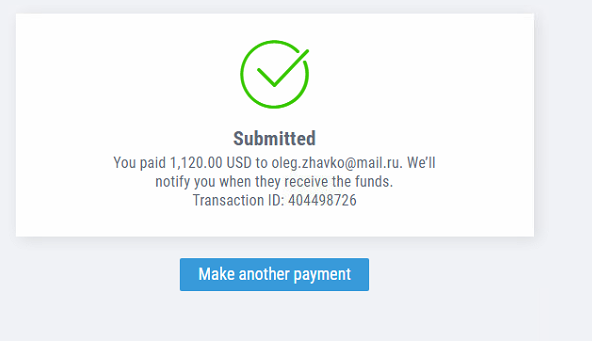 Submitted
You paid 1,120.00 USD to oleg.zhavko@mail.ru. We'll
notify you when they receive the funds.
Transaction ID: 404498726
Make another payment